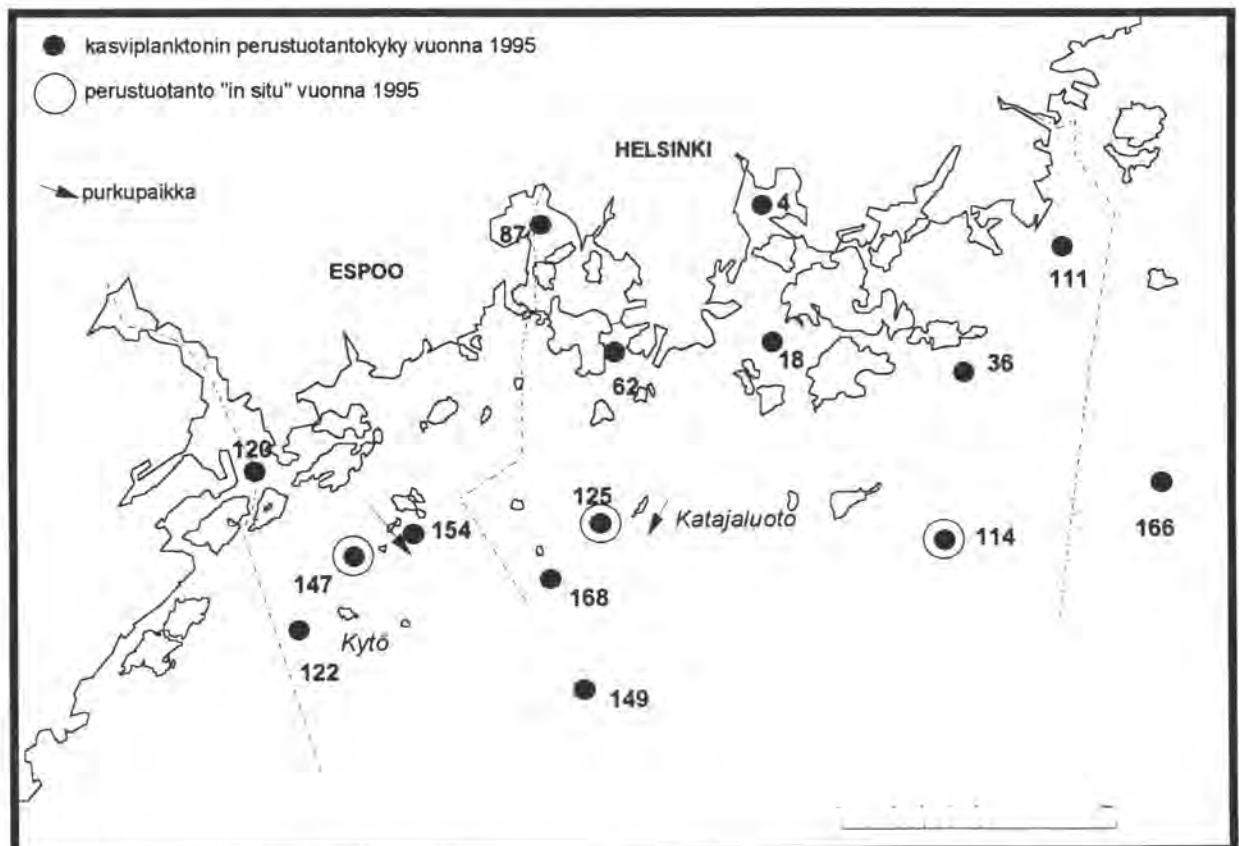 kasviplanktonin perustuotantokyky vuonna 1995
perustuotanto "in situ" vuonna 1995
HELSINKI
purkupaikka
4
87
ESPOO
111
18
36
62
120
125
Katajaluoto
154
114
166
147
168
Kytö
122
149